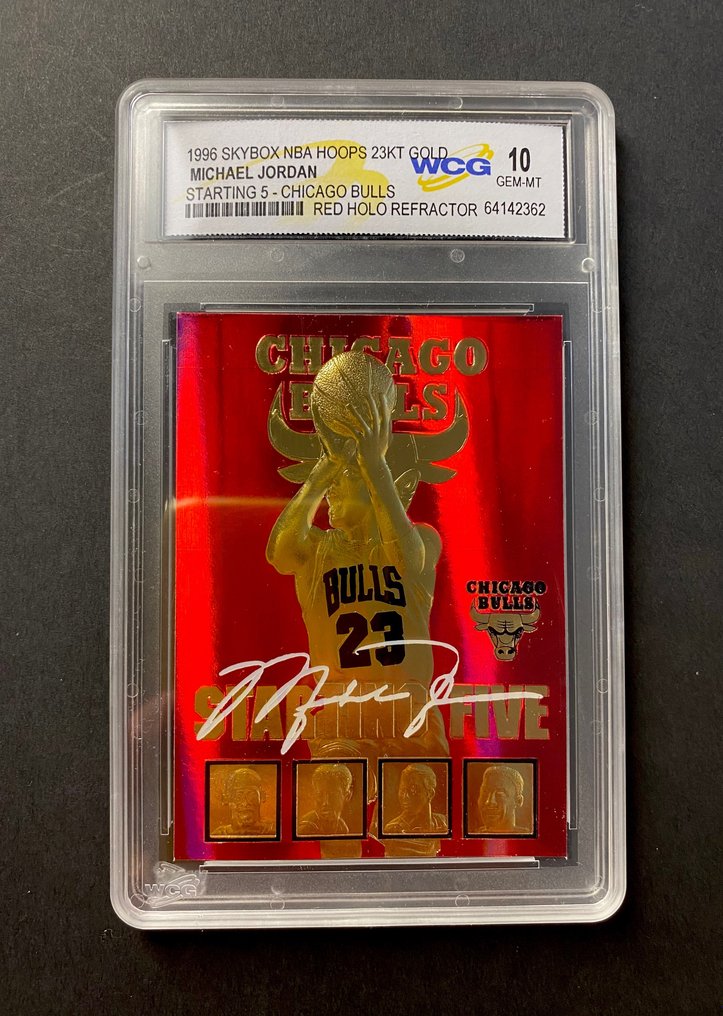 1996 SKYBOX NBA HOOPS 23KT GOLD
MICHAEL JORDAN
STARTING 5 - CHICAGO BULLS
RED HOLO REFRACTOR 64142362
WCG
10
GEM-MT
CHICAGO
BULLS
BULLS
23
CHICAGO
BULLS
STARTING FIVE
WCG